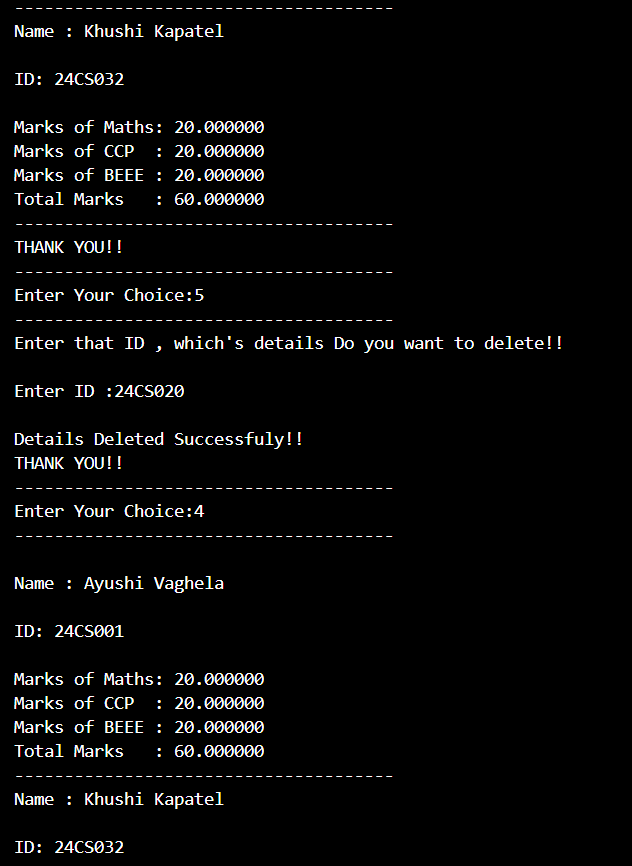 --------------------------------------
Name : Khushi Kapatel
ID: 24CS032
Marks of Maths: 20.000000
Marks of CCP  : 20.000000
Marks of BEEE : 20.000000
Total Marks   : 60.000000
--------------------------------------
THANK YOU!!
--------------------------------------
Enter Your Choice:5
--------------------------------------
Enter that ID , which's details Do you want to delete!!
Enter ID :24CS020
Details Deleted Successfuly!!
THANK YOU!!
--------------------------------------
Enter Your Choice:4
--------------------------------------
Name : Ayushi Vaghela
ID: 24CS001
Marks of Maths: 20.000000
Marks of CCP  : 20.000000
Marks of BEEE : 20.000000
Total Marks   : 60.000000
--------------------------------------
Name : Khushi Kapatel
ID: 24CS032